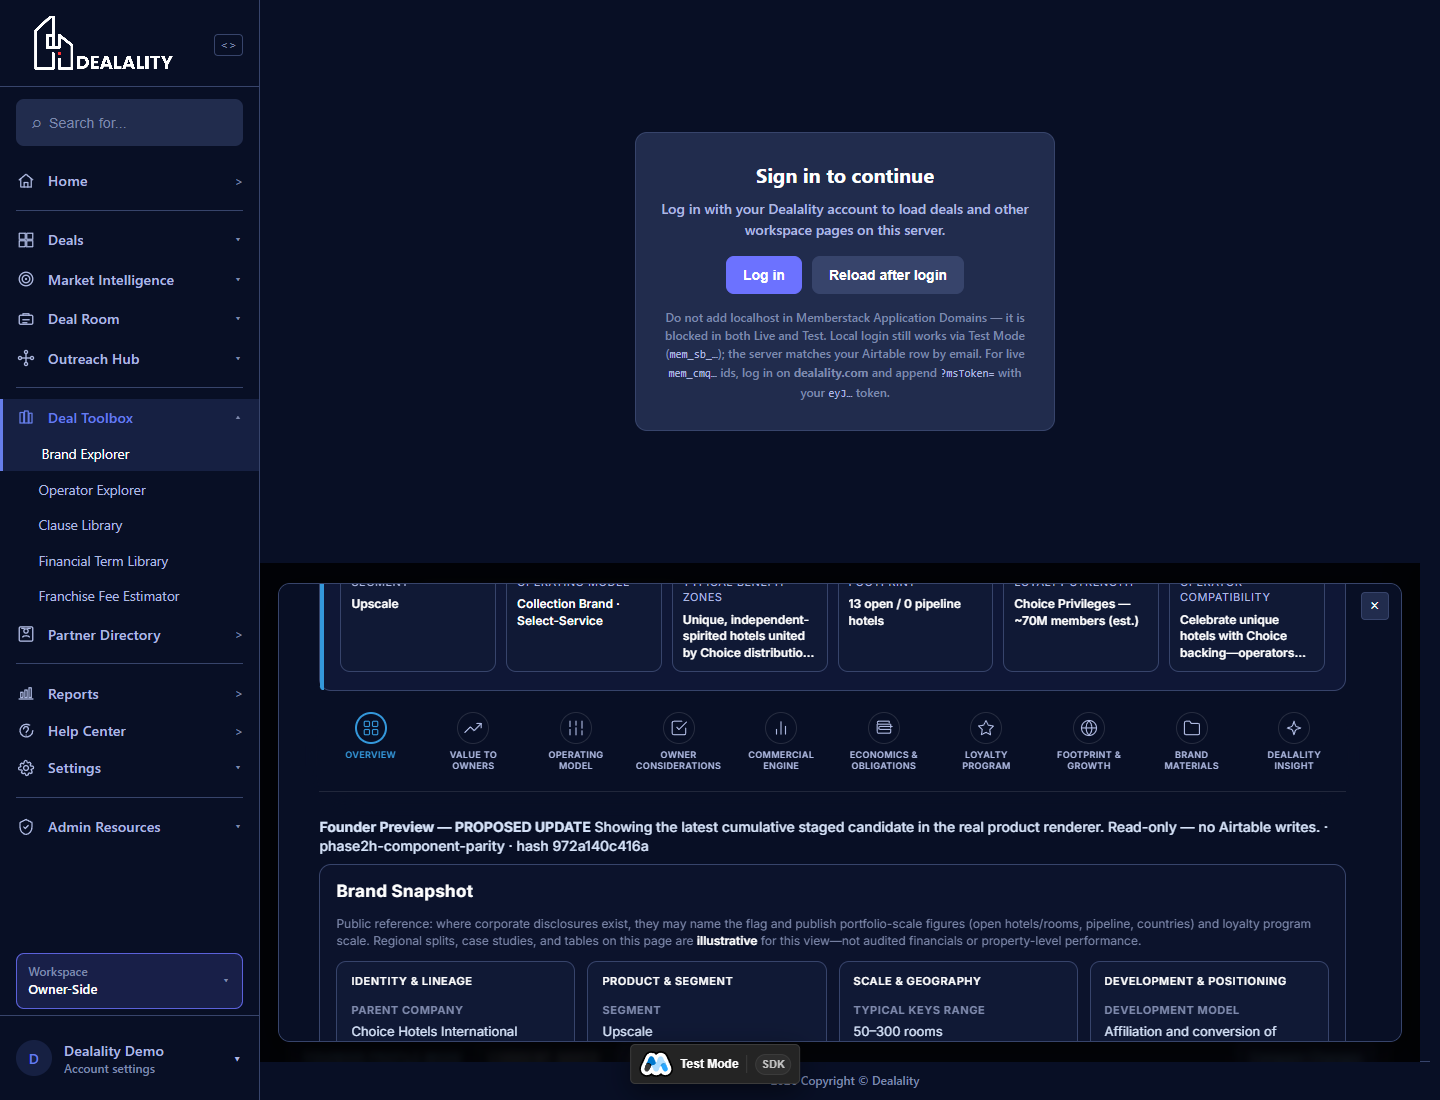 DEALALITY
< >
Search for...
Home
Deals
Market Intelligence
Deal Room
Outreach Hub
Deal Toolbox
Brand Explorer
Operator Explorer
Clause Library
Financial Term Library
Franchise Fee Estimator
Partner Directory
Reports
Help Center
Settings
Admin Resources
Workspace
Owner-Side
D
Dealality Demo
Account settings
Sign in to continue
Log in with your Dealality account to load deals and other
workspace pages on this server.
Log in
Reload after login
Do not add localhost in Memberstack Application Domains — it is
blocked in both Live and Test. Local login still works via Test Mode
(mem_sb_…); the server matches your Airtable row by email. For live
mem_cmq… ids, log in on dealality.com and append ?msToken= with
your eyJ… token.
×
SEGMENT
Upscale
OPERATING MODEL
Collection Brand ·
Select-Service
TYPICAL BENEFIT
ZONES
Unique, independent-
spirited hotels united
by Choice distributio...
FOOTPRINT
13 open / 0 pipeline
hotels
LOYALTY STRENGTH
Choice Privileges —
~70M members (est.)
OPERATOR
COMPATIBILITY
Celebrate unique
hotels with Choice
backing—operators...
OVERVIEW
VALUE TO
OWNERS
OPERATING
MODEL
OWNER
CONSIDERATIONS
COMMERCIAL
ENGINE
ECONOMICS &
OBLIGATIONS
LOYALTY
PROGRAM
FOOTPRINT &
GROWTH
BRAND
MATERIALS
DEALALITY
INSIGHT
Founder Preview — PROPOSED UPDATE Showing the latest cumulative staged candidate in the real product renderer. Read-only — no Airtable writes. ·
phase2h-component-parity · hash 972a140c416a
Brand Snapshot
Public reference: where corporate disclosures exist, they may name the flag and publish portfolio-scale figures (open hotels/rooms, pipeline, countries) and loyalty program
scale. Regional splits, case studies, and tables on this page are illustrative for this view—not audited financials or property-level performance.
IDENTITY & LINEAGE
PARENT COMPANY
Choice Hotels International
PRODUCT & SEGMENT
SEGMENT
Upscale
SCALE & GEOGRAPHY
TYPICAL KEYS RANGE
50–300 rooms
DEVELOPMENT & POSITIONING
DEVELOPMENT MODEL
Affiliation and conversion of
Test Mode
SDK
Copyright © Dealality